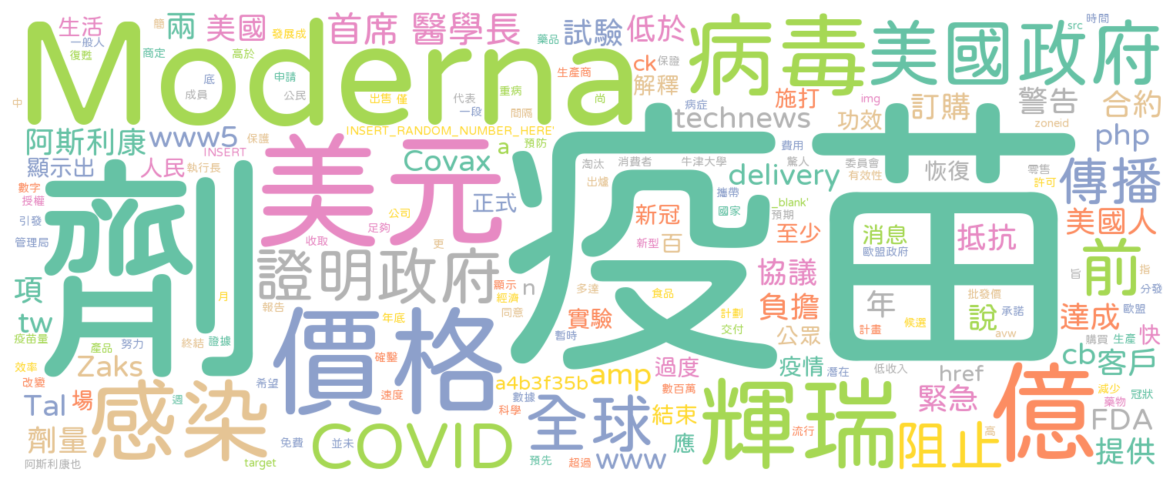 生活 簡 兩 美國 首席 醫學長 試驗 低於 病毒 美國政府 src 時間
一般人 復甦 商定 高於 發展成 藥品 ck 保證 零售
Moderna 底 申請 重病 生產商 解釋 施打 img 訂購 警告 合約
中 成員 公民 出售 僅 代表 一段 間隔 尚 病症 功效 zoneid
阿斯利康 www5 保護 INSERT_RANDOM_NUMBER_HERE' 預防 technews 費用 php
顯示出 人民 INSERT 執行長 Covax a 淘汰 消費者 牛津大學 驚人 委員會 有效性 恢復 零售 許可 傳播
數字 授權 美元 出爐 delivery
引發 劑 正式 疫苗 新冠 攜帶 _blank' 國家 預期 美國人
管理局 公司 收取 足夠 更 新型 百 至少 消息 歐盟政府 抵抗 前
項 月 報告 證明政府 顯示 經濟 同意 n 多達 食品 協議 年 說 批發價 承諾 旨 指 分發
tw 疫苗量 產品 努力 價格 年底 暫時 實驗 計劃 交付 負擔 公眾 計畫 候選 avw 購買 生產 歐盟 達成 快
效率 改變 Zaks 終結 證據 週 希望 確鑿 速度 a4b3f35b 數據 科學 amp 過度 數百萬 疫情 潛在 低收入 href cb 客戶 減少 藥物 冠狀
Tal 場 感染 免費 並未 COVID 預先 全球 結束 輝瑞 流行 緊急 億 FDA
劑量 阿斯利康也 target 超過 www 應 阻止 高 提供